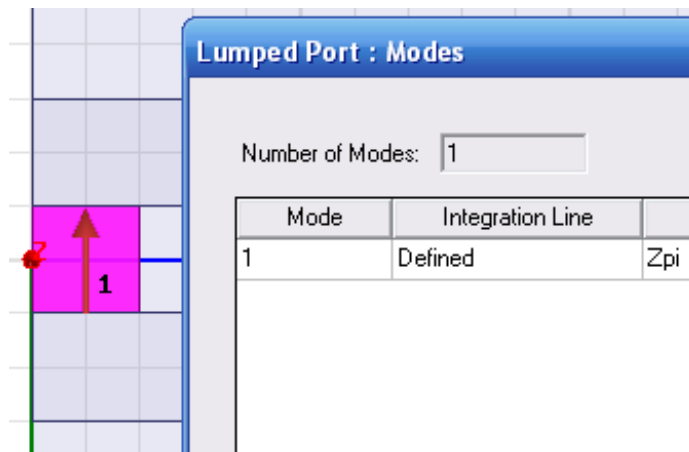 Lumped Port : Modes
Number of Modes: 1
Mode Integration Line
1 Defined Zpi
Z
1